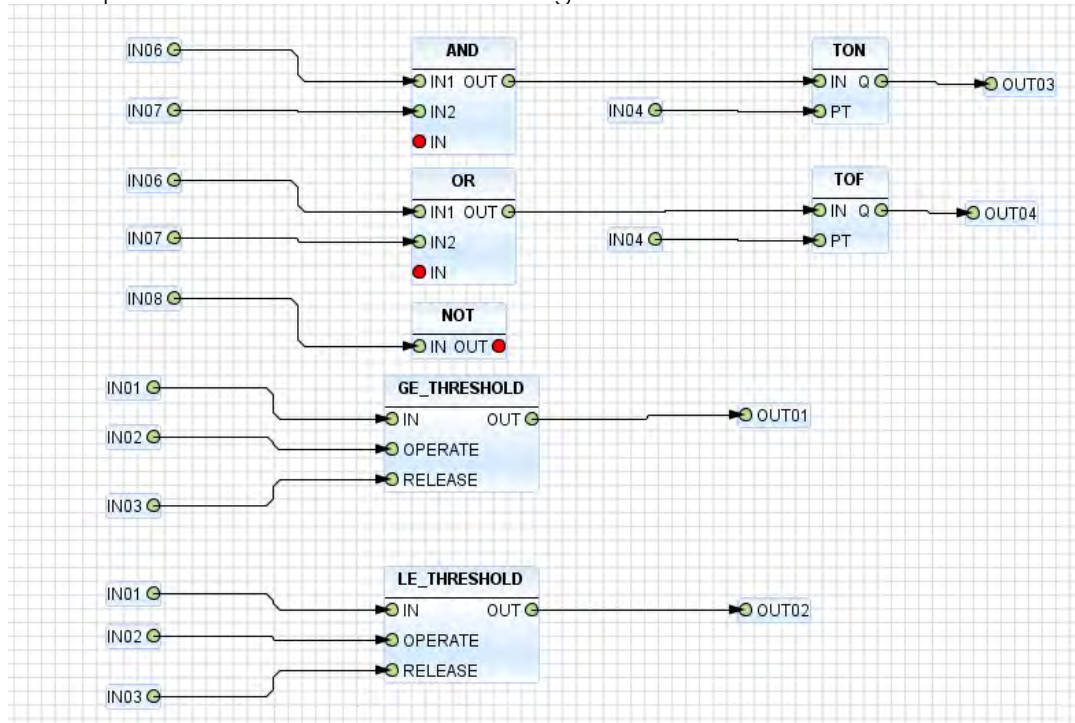 IN06
AND
TON
IN1 OUT
IN Q
OUT03
IN07
IN2
IN04
PT
IN
IN06
OR
TOF
IN1 OUT
IN Q
OUT04
IN07
IN2
IN04
PT
IN
IN08
NOT
IN OUT
IN01
GE_THRESHOLD
IN OUT
OUT01
IN02
OPERATE
RELEASE
IN03
LE_THRESHOLD
IN01
IN OUT
OUT02
IN02
OPERATE
RELEASE
IN03